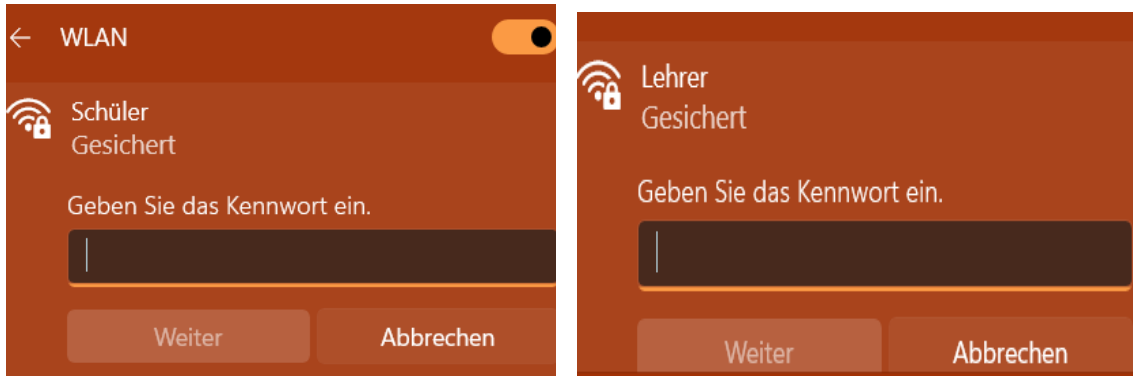 WLAN
Schüler
Gesichert
Geben Sie das Kennwort ein.
Weiter
Abbrechen
Lehrer
Gesichert
Geben Sie das Kennwort ein.
Weiter
Abbrechen